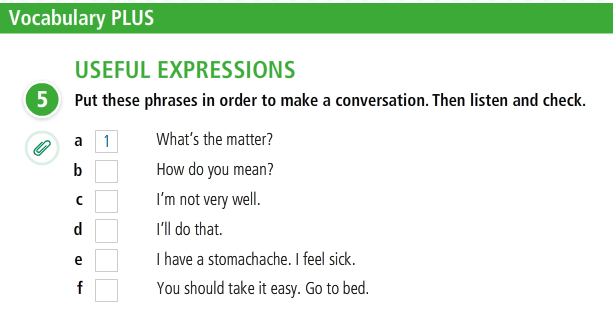 Vocabulary PLUS
USEFUL EXPRESSIONS
5 Put these phrases in order to make a conversation. Then listen and check.
a 1 What's the matter?
b How do you mean?
c I'm not very well.
d I'll do that.
e I have a stomachache. I feel sick.
f You should take it easy. Go to bed.